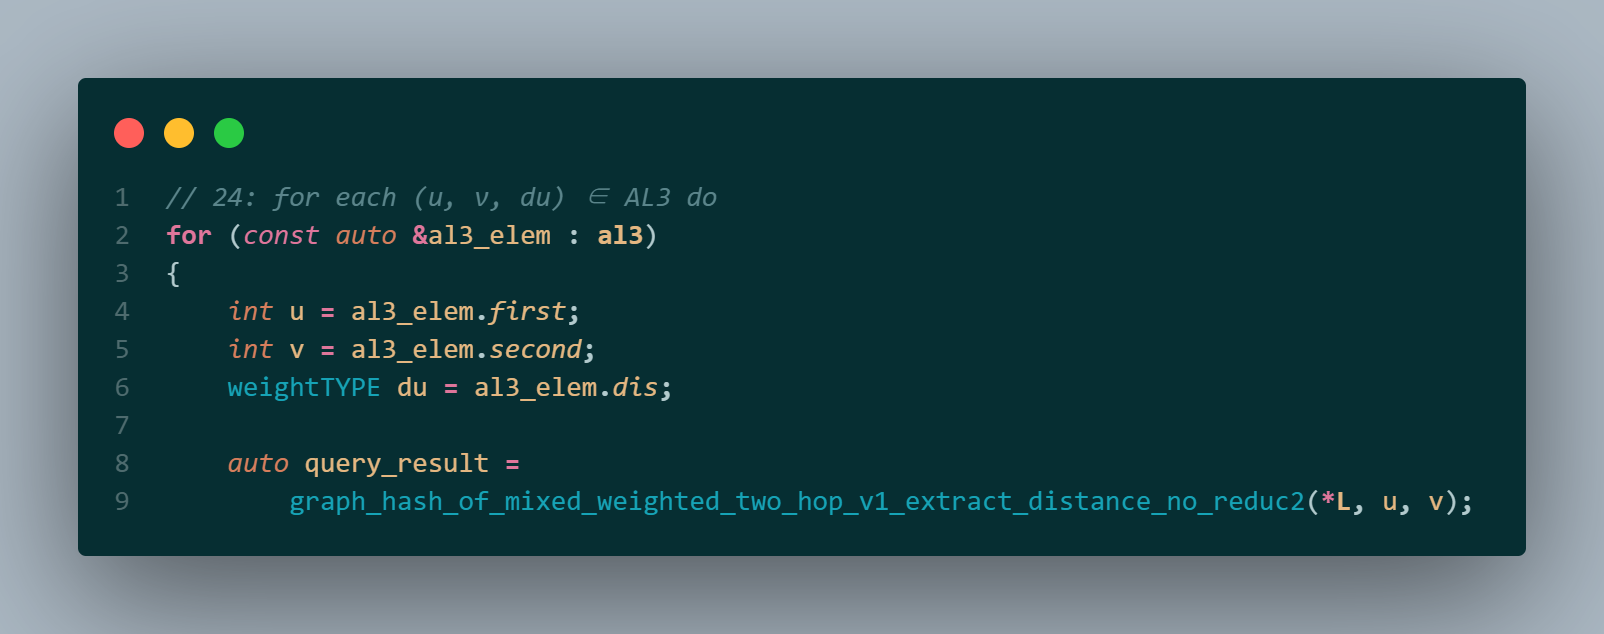 1 // 24: for each (u, v, du) ∈ AL3 do
2 for (const auto &al3_elem : al3)
3 {
4     int u = al3_elem.first;
5     int v = al3_elem.second;
6     weightTYPE du = al3_elem.dis;
7
8     auto query_result =
9         graph_hash_of_mixed_weighted_two_hop_v1_extract_distance_no_reduc2(*L, u, v);